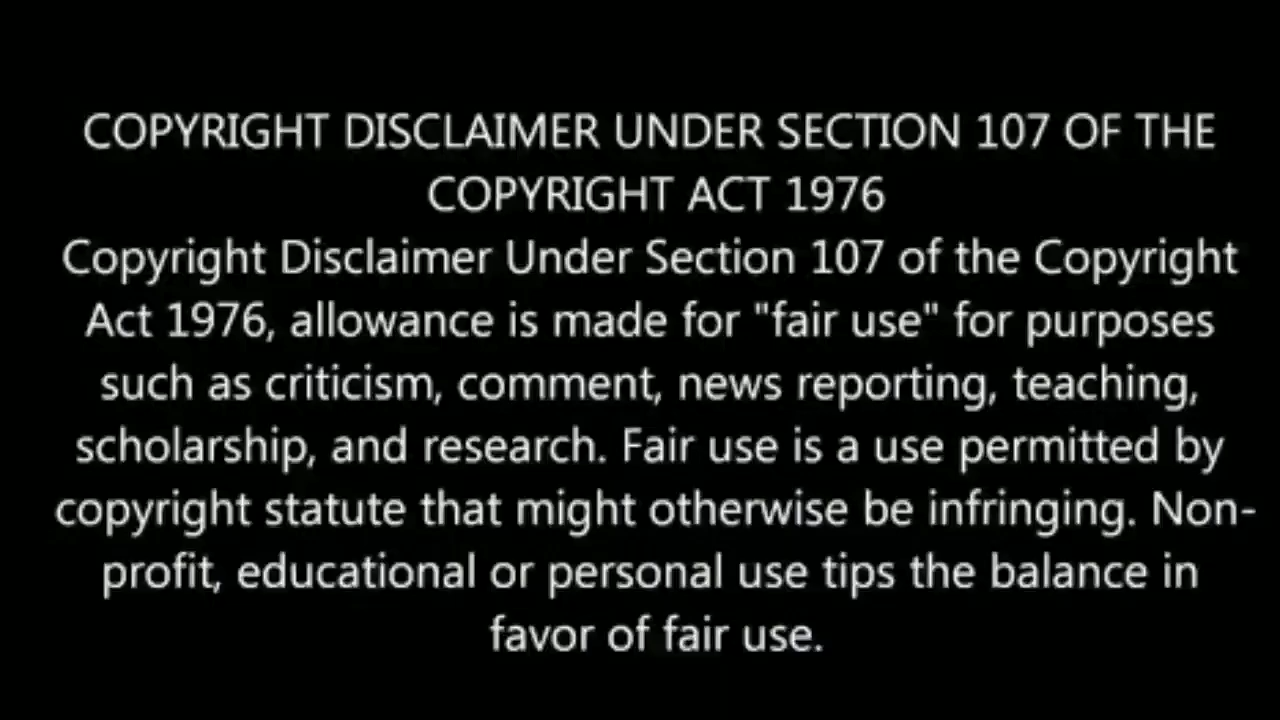 COPYRIGHT DISCLAIMER UNDER SECTION 107 OF THE
COPYRIGHT ACT 1976
Copyright Disclaimer Under Section 107 of the Copyright
Act 1976, allowance is made for "fair use" for purposes
such as criticism, comment, news reporting, teaching,
scholarship, and research. Fair use is a use permitted by
copyright statute that might otherwise be infringing. Non-
profit, educational or personal use tips the balance in
favor of fair use.